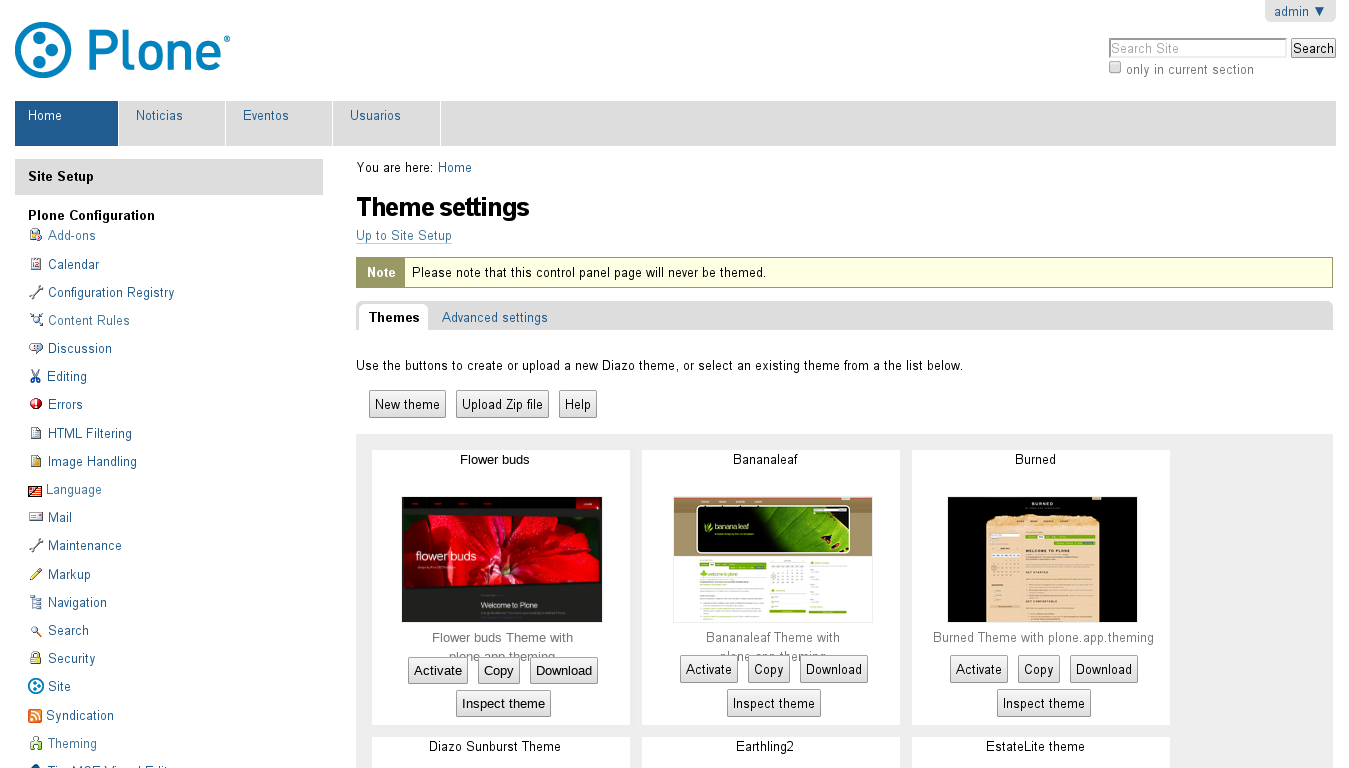 admin ▼
Plone®
Search Site
Search
only in current section
Home
Noticias
Eventos
Usuarios
Site Setup
Plone Configuration
Add-ons
Calendar
Configuration Registry
Content Rules
Discussion
Editing
Errors
HTML Filtering
Image Handling
Language
Mail
Maintenance
Markup
Navigation
Search
Security
Site
Syndication
Theming
You are here: Home
Theme settings
Up to Site Setup
Note Please note that this control panel page will never be themed.
Themes
Advanced settings
Use the buttons to create or upload a new Diazo theme, or select an existing theme from a the list below.
New theme
Upload Zip file
Help
Flower buds
flower buds
Welcome to Plone
Flower buds Theme with
plone.app.theming
Activate
Copy
Download
Inspect theme
Bananaleaf
banana leaf
welcome to plone
Bananaleaf Theme with
plone.app.theming
Activate
Copy
Download
Inspect theme
Burned
BURNED
WELCOME TO PLONE
GET STARTED
GET COMFORTABLE
Burned Theme with plone.app.theming
Activate
Copy
Download
Inspect theme
Diazo Sunburst Theme
Earthling2
EstateLite theme